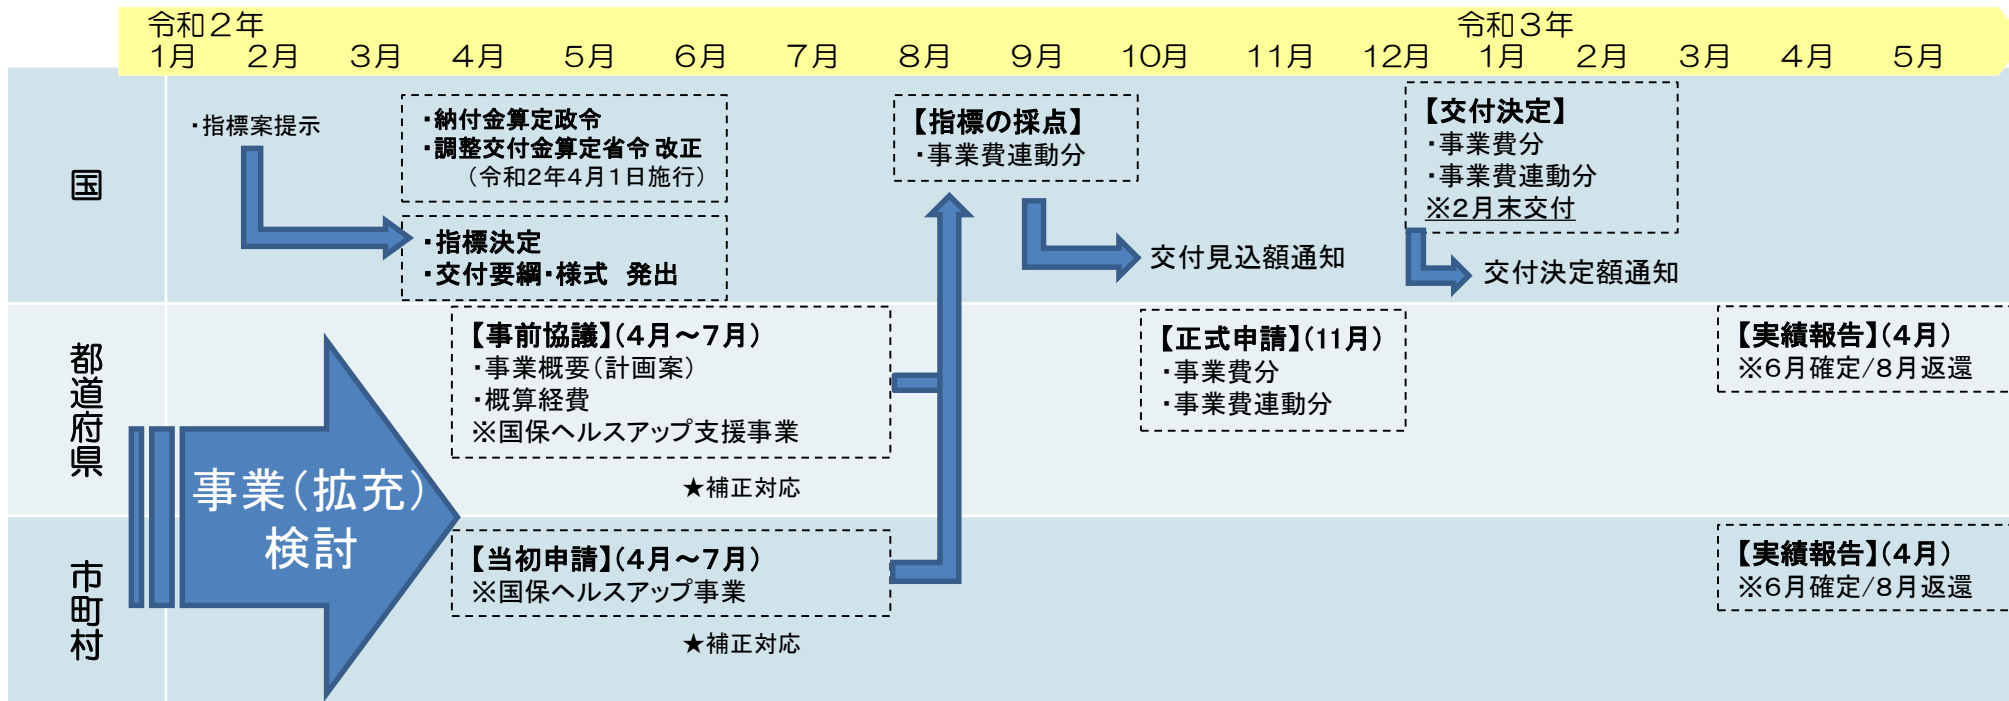 令和２年
令和３年
1月
2月
3月
4月
5月
6月
7月
8月
9月
10月
11月
12月
1月
2月
3月
4月
5月
国
・指標案提示
・納付金算定政令
・調整交付金算定省令 改正
（令和2年4月1日施行）
・指標決定
・交付要綱・様式　発出
【指標の採点】
・事業費連動分
交付見込額通知
【交付決定】
・事業費分
・事業費連動分
※2月末交付
交付決定額通知
都道府県
事業（拡充）
検討
【事前協議】（4月～7月）
・事業概要（計画案）
・概算経費
※国保ヘルスアップ支援事業
★補正対応
【正式申請】（11月）
・事業費分
・事業費連動分
【実績報告】（4月）
※6月確定/8月返還
市町村
【当初申請】（4月～7月）
※国保ヘルスアップ事業
★補正対応
【実績報告】（4月）
※6月確定/8月返還